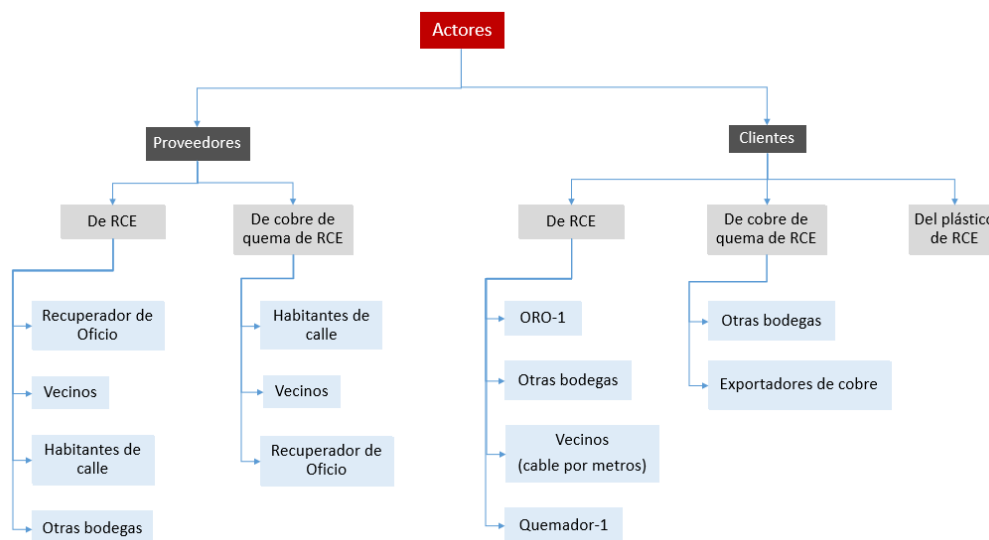 Actores
Proveedores
Clientes
De RCE
De cobre de
quema de RCE
De RCE
De cobre de
quema de RCE
Del plástico
de RCE
Recuperador de
Oficio
Vecinos
Habitantes de
calle
Otras bodegas
Habitantes de
calle
Vecinos
Recuperador de
Oficio
ORO-1
Otras bodegas
Vecinos
(cable por metros)
Quemador-1
Otras bodegas
Exportadores de cobre